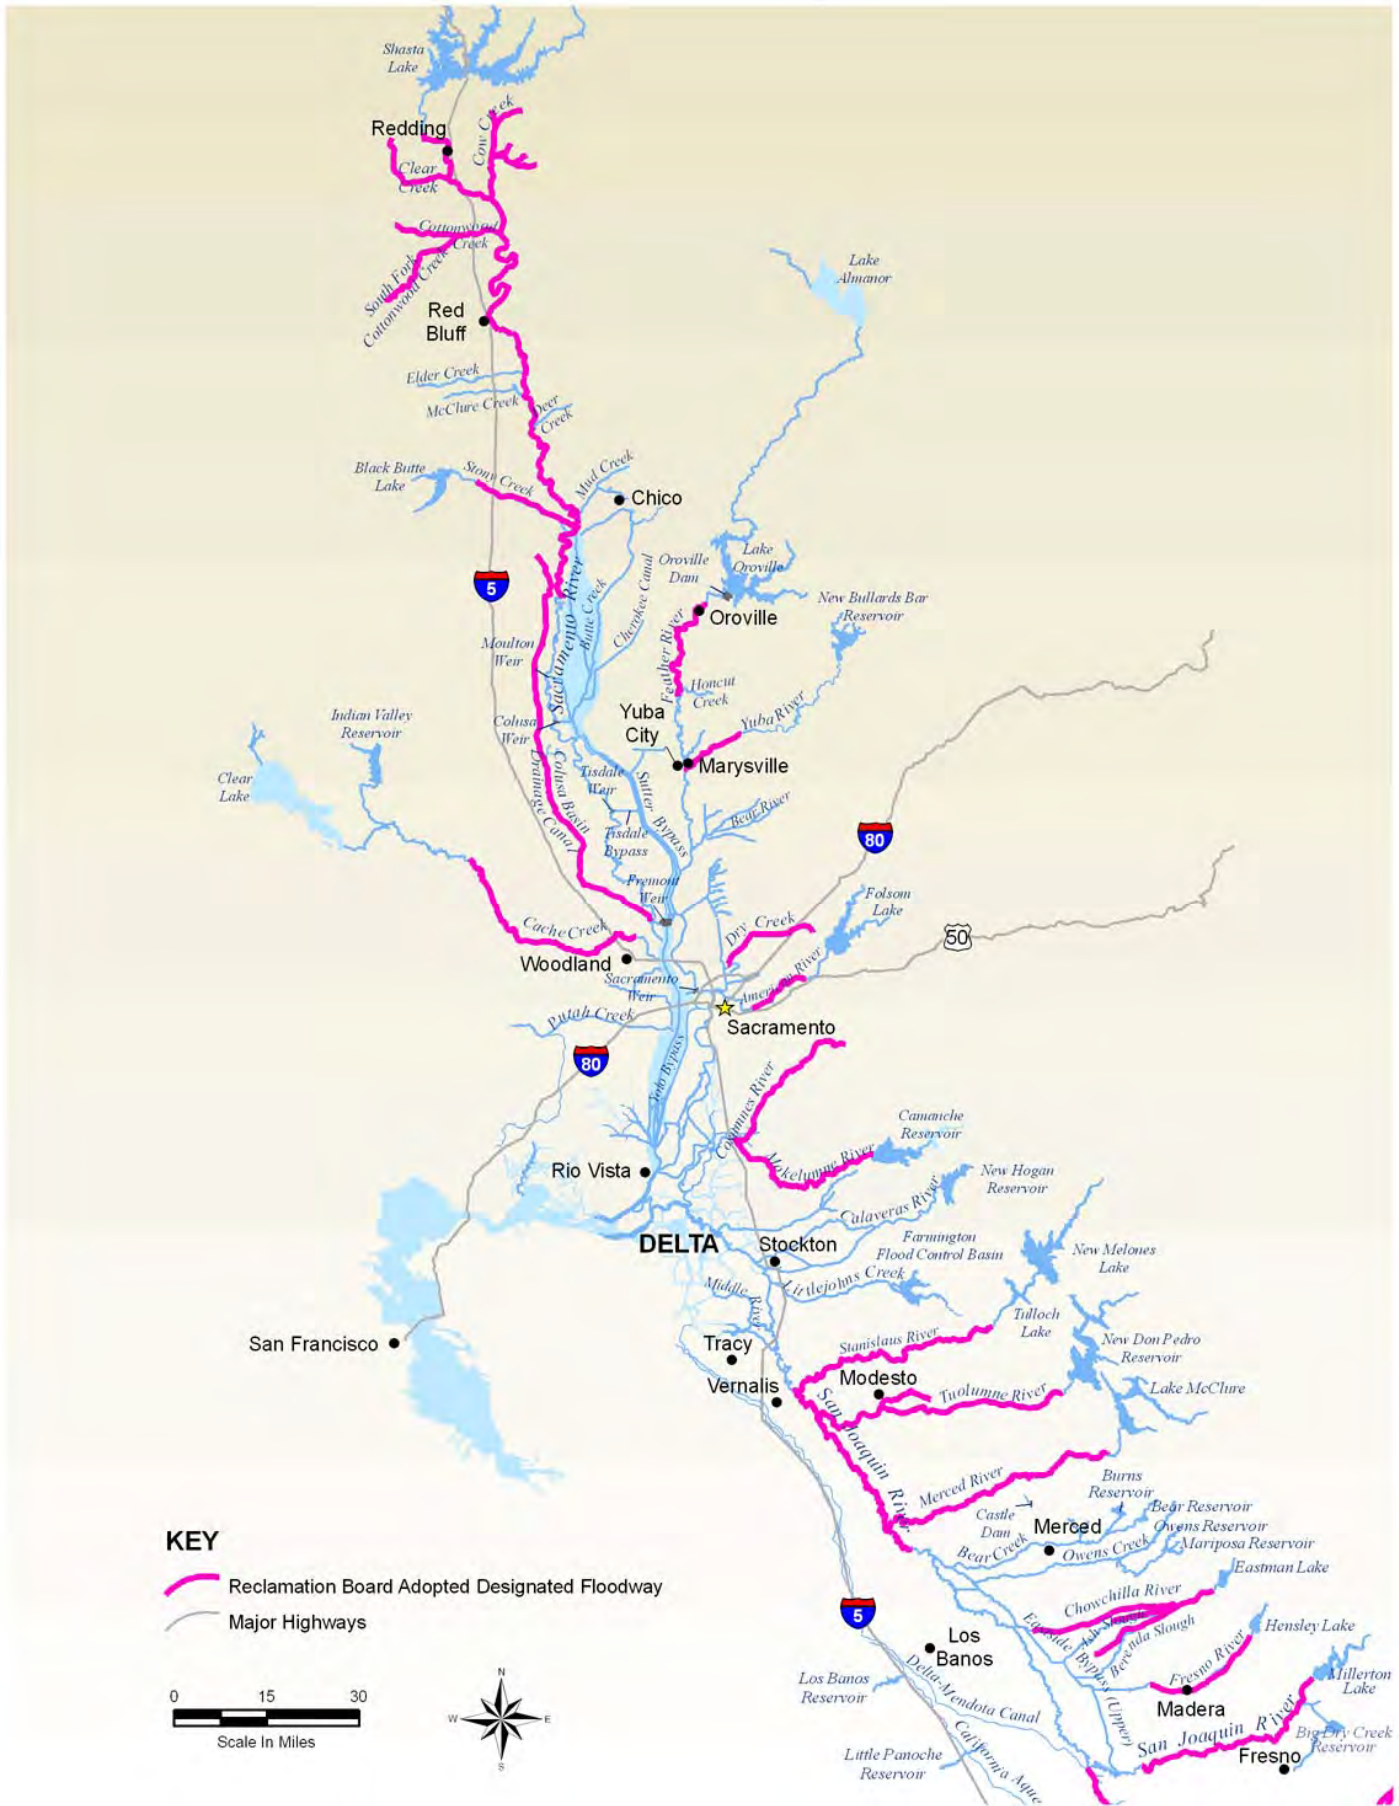 Shasta
Lake
Redding
Cow Creek
Clear
Creek
Cottonwood
Creek
South Fork
Cottonwood Creek
Lake
Almanor
Red
Bluff
Elder Creek
McClure Creek
Deer
Creek
Black Butte
Lake
Stony Creek
Mud Creek
Chico
Oroville
Dam
Lake
Oroville
5
Sacramento River
Butte Creek
Cherokee Canal
New Bullards Bar
Reservoir
Oroville
Feather River
Moulton
Weir
Honcut
Creek
Indian Valley
Reservoir
Colusa
Weir
Yuba
City
Yuba River
Marysville
Clear
Lake
Colusa Basin
Drainage Canal
Tisdale
Weir
Sutter Bypass
Bear River
Tisdale
Bypass
80
Fremont
Weir
Folsom
Lake
Cache Creek
Dry Creek
50
Woodland
Sacramento
Weir
American River
Putah Creek
Sacramento
80
Yolo Bypass
Cosumnes River
Camanche
Reservoir
Mokelumne River
Rio Vista
New Hogan
Reservoir
Calaveras River
DELTA
Stockton
Farmington
Flood Control Basin
New Melones
Lake
Littlejohns Creek
Middle River
Tulloch
Lake
San Francisco
Tracy
Stanislaus River
New Don Pedro
Reservoir
Vernalis
Modesto
Tuolumne River
Lake McClure
San Joaquin River
Merced River
Burns
Reservoir
Castle
Dam
Bear Reservoir
Merced
Owens Reservoir
Bear Creek
Owens Creek
Mariposa Reservoir
Eastman Lake
KEY
Reclamation Board Adopted Designated Floodway
Major Highways
5
Chowchilla River
Ash Slough
Berenda Slough
Eastside Bypass (Upper)
Hensley Lake
Los
Banos
Fresno River
Los Banos
Reservoir
Delta-Mendota Canal
Millerton
Lake
Madera
0 15 30
Scale In Miles
N
W E
S
San Joaquin River
Big Dry Creek
Reservoir
Fresno
Little Panoche
Reservoir
California Aque